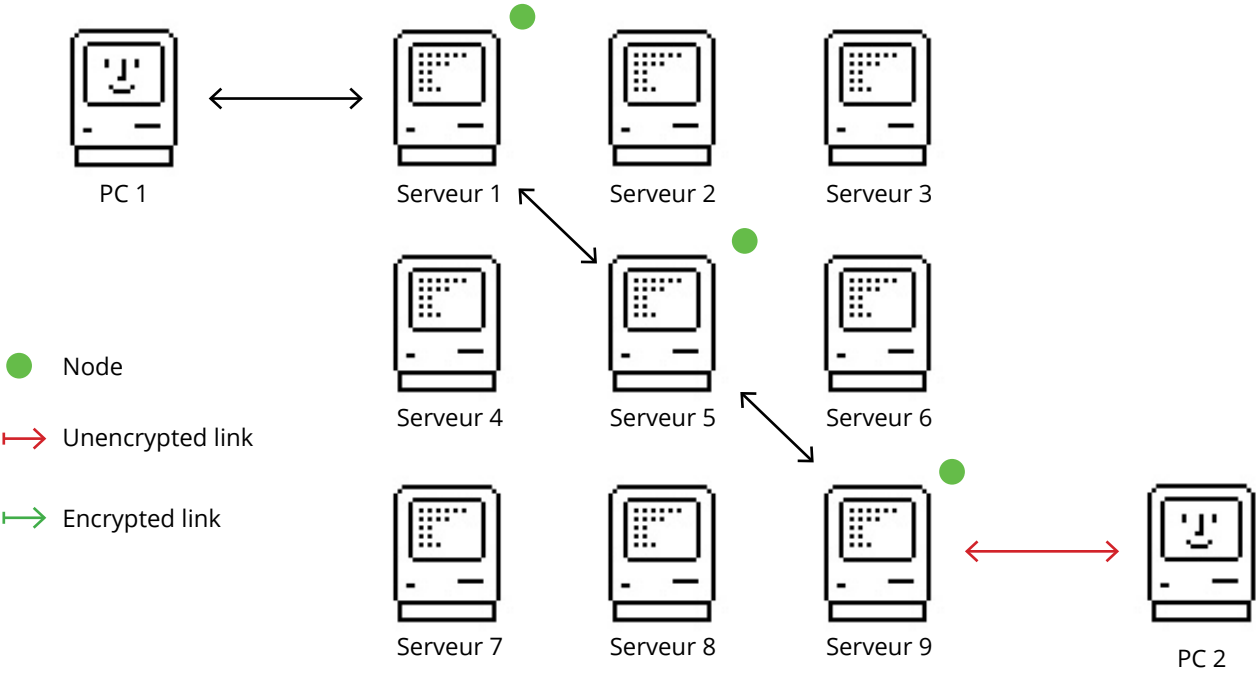 PC 1
Serveur 1
Serveur 2
Serveur 3
Serveur 4
Serveur 5
Serveur 6
Node
Unencrypted link
Encrypted link
Serveur 7
Serveur 8
Serveur 9
PC 2